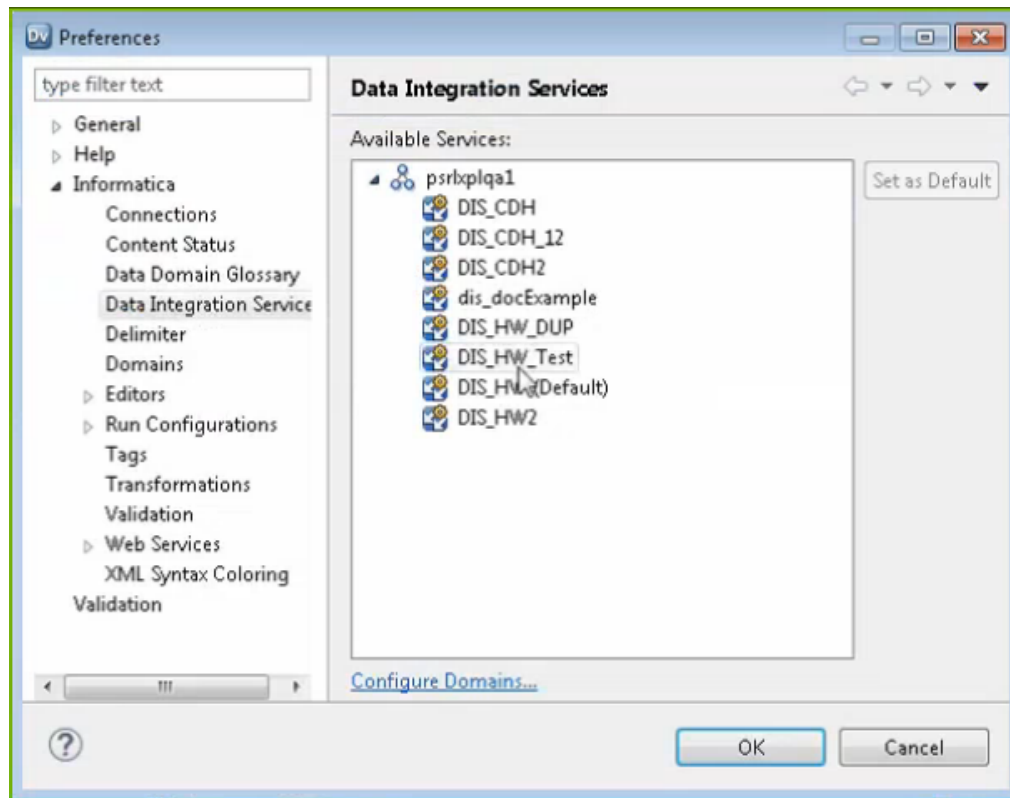 Dv Preferences
type filter text
General
Help
Informatica
Connections
Content Status
Data Domain Glossary
Data Integration Service
Delimiter
Domains
Editors
Run Configurations
Tags
Transformations
Validation
Web Services
XML Syntax Coloring
Validation
Data Integration Services
Available Services:
psrlxplqa1
DIS_CDH
DIS_CDH_12
DIS_CDH2
dis_docExample
DIS_HW_DUP
DIS_HW_Test
(Default)
DIS_HW2
Set as Default
Configure Domains...
?
OK
Cancel